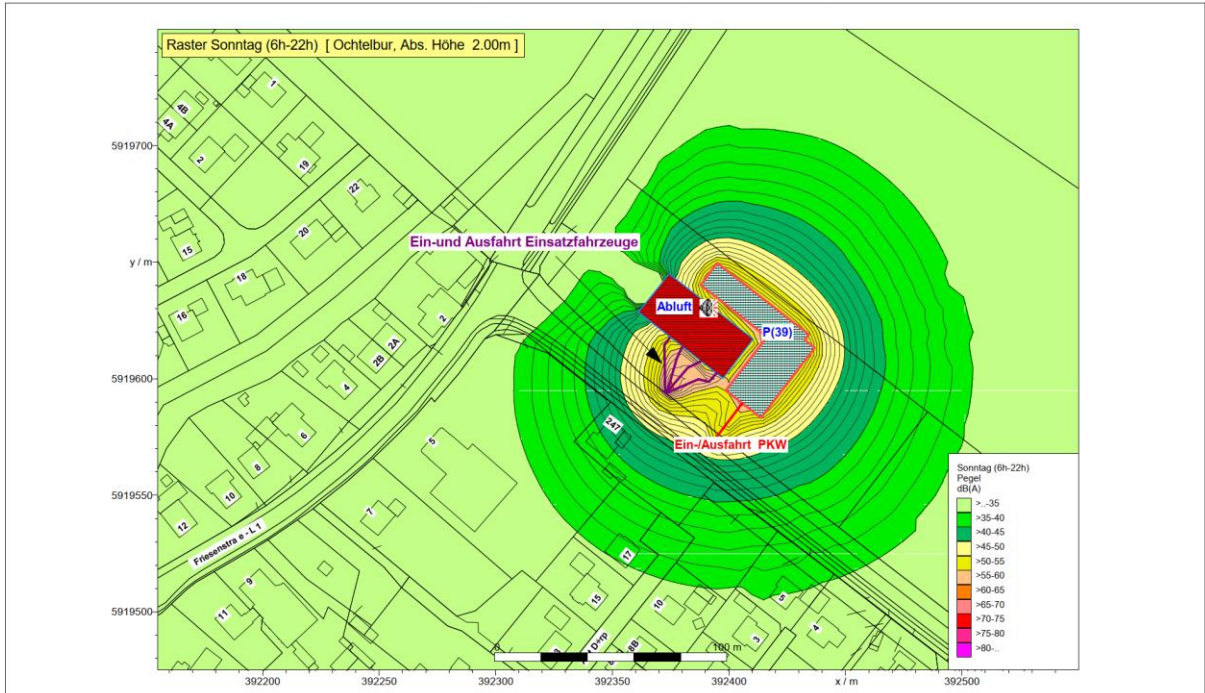 Raster Sonntag (6h-22h) [ Ochtelbur, Abs. Höhe 2.00m ]
1
4B
4A
2
19
5919700
22
20
15
Ein-und Ausfahrt Einsatzfahrzeuge
y / m
18
16
Abluft
2
P(39)
2A
2B
5919600
4
247
6
5
Ein-/Ausfahrt PKW
8
10
12
7
5919550
Friesenstra e - L 1
17
9
15
10
5
11
5919500
3
4
8B
0
100 m
Sonntag (6h-22h)
Pegel
dB(A)
>..-35
>35-40
>40-45
>45-50
>50-55
>55-60
>60-65
>65-70
>70-75
>75-80
>80-..
392200
392250
392300
392350
392400
x / m
392500